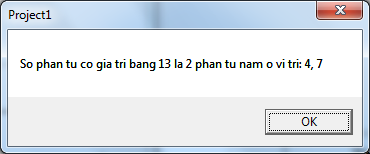 Project1
So phan tu co gia tri bang 13 la 2 phan tu nam o vi tri: 4, 7
OK